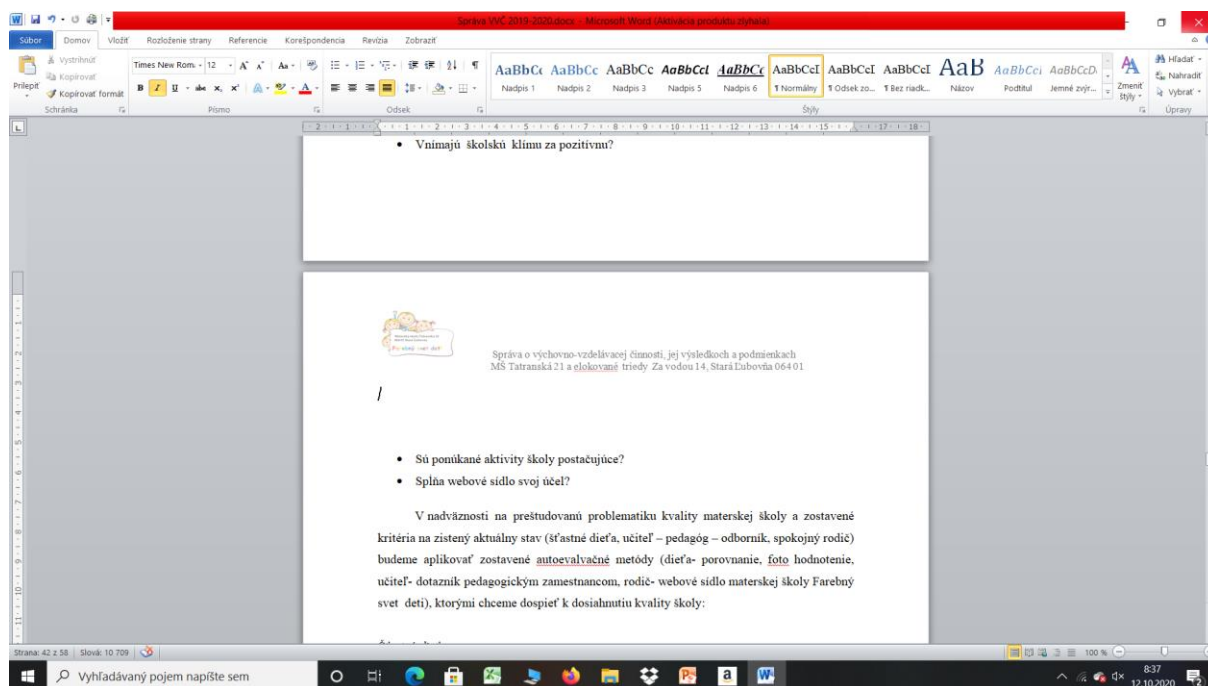 Správa VVČ 2019-2020.docx - Microsoft Word (Aktivácia produktu zlyhala)
Súbor Domov Vložiť Rozloženie strany Referencie Korešpondencia Revízia Zobraziť
Prilepiť
Vystrihnúť
Kopírovať
Kopírovať formát
Schránka
Times New Rom 12
Písmo
Odsek
AaBbCc AaBbCc AaBbCc AaBbCcL AaBbCc AaBbCcI AaBbCcI AaBbCcI AaB AaBbCci AaBbCcD
Nadpis 1 Nadpis 2 Nadpis 3 Nadpis 5 Nadpis 6 ¶ Normálny ¶ Odsek zo... ¶ Bez riadk... Názov Podtitul Jemné zvýr...
Štýly
Zmeniť štýly
Hľadať
Nahradiť
Vybrať
Úpravy
• Vnímajú školskú klímu za pozitívnu?
Správa o výchovno-vzdelávacej činnosti, jej výsledkoch a podmienkach
MŠ Tatranská 21 a elokované triedy Za vodou 14, Stará Ľubovňa 064 01
• Sú ponúkané aktivity školy postačujúce?
• Spĺňa webové sídlo svoj účel?
V nadväznosti na preštudovanú problematiku kvality materskej školy a zostavené
kritéria na zistený aktuálny stav (šťastné dieťa, učiteľ – pedagóg – odborník, spokojný rodič)
budeme aplikovať zostavené autoevalvačné metódy (dieťa- porovnanie, foto hodnotenie,
učiteľ- dotazník pedagogickým zamestnancom, rodič- webové sídlo materskej školy Farebný
svet deti), ktorými chceme dospieť k dosiahnutiu kvality školy:
Strana: 42 z 58 Slová: 10 709
100 %
Vyhľadávaný pojem napíšte sem
8:37
12.10.2020